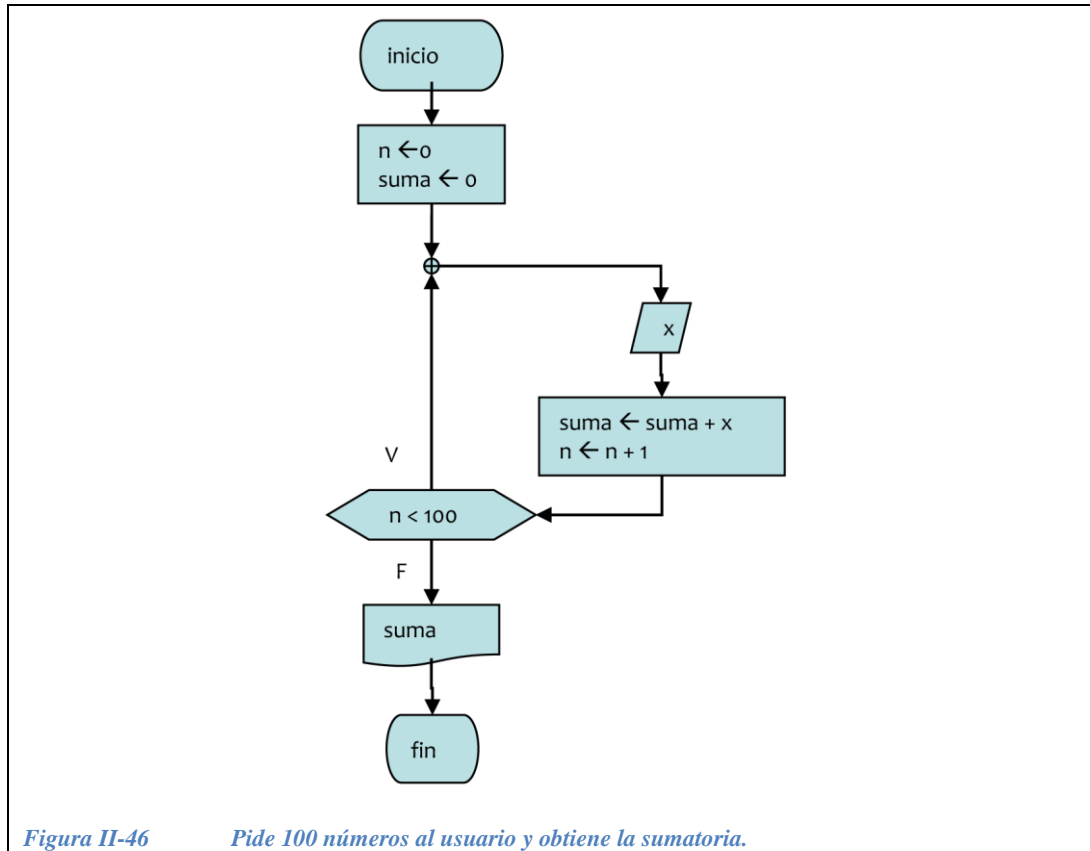 inicio
n ←0
suma ← 0
x
suma ← suma + x
n ← n + 1
V
n < 100
F
suma
fin
Figura II-46 Pide 100 números al usuario y obtiene la sumatoria.